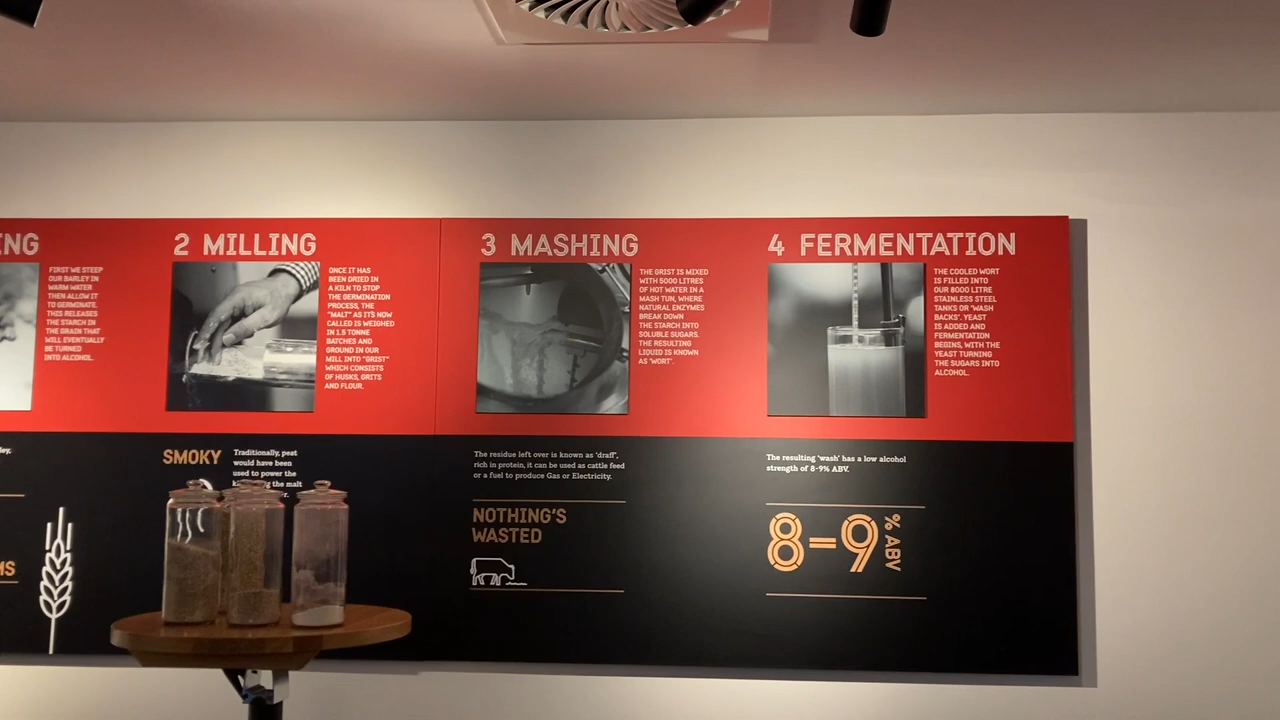 ING
FIRST WE STEEP
OUR BARLEY IN
WARM WATER
THEN ALLOW IT
TO GERMINATE.
THIS RELEASES
THE STARCH IN
THE GRAIN THAT
WILL EVENTUALLY
BE TURNED
INTO ALCOHOL.
2 MILLING
ONCE IT HAS
BEEN DRIED IN
A KILN TO STOP
THE GERMINATION
PROCESS, THE
"MALT" AS IT'S NOW
CALLED IS WEIGHED
IN 1.5 TONNE
BATCHES AND
GROUND IN OUR
MILL INTO "GRIST"
WHICH CONSISTS
OF HUSKS, GRITS
AND FLOUR.
SMOKY
Traditionally, peat
would have been
used to power the
the malt
3 MASHING
THE GRIST IS MIXED
WITH 5000 LITRES
OF HOT WATER IN A
MASH TUN, WHERE
NATURAL ENZYMES
BREAK DOWN
THE STARCH INTO
SOLUBLE SUGARS.
THE RESULTING
LIQUID IS KNOWN
AS 'WORT'.
The residue left over is known as 'draff',
rich in protein, it can be used as cattle feed
or a fuel to produce Gas or Electricity.
NOTHING'S
WASTED
4 FERMENTATION
THE COOLED WORT
IS FILLED INTO
OUR 8000 LITRE
STAINLESS STEEL
TANKS OR 'WASH
BACKS'. YEAST
IS ADDED AND
FERMENTATION
BEGINS, WITH THE
YEAST TURNING
THE SUGARS INTO
ALCOHOL.
The resulting 'wash' has a low alcohol
strength of 8-9% ABV.
8-9% ABV